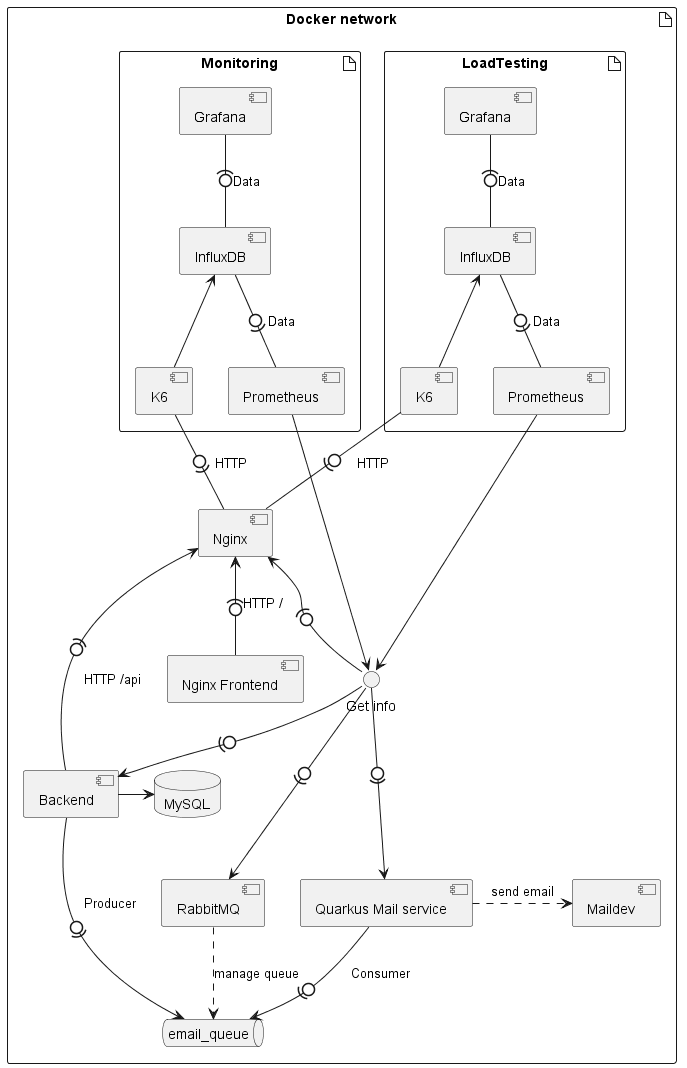 Docker network
Monitoring
LoadTesting
Grafana
Grafana
Data
Data
InfluxDB
InfluxDB
Data
Data
K6
Prometheus
K6
Prometheus
HTTP
HTTP
Nginx
HTTP /
HTTP /api
Nginx Frontend
Get info
Backend
MySQL
Producer
RabbitMQ
Quarkus Mail service
send email
Maildev
manage queue
Consumer
email_queue